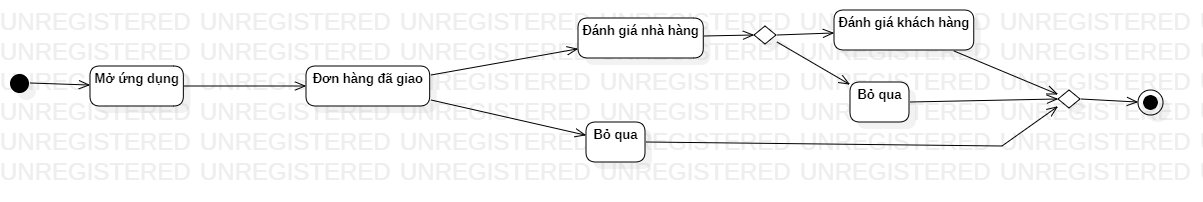 UNREGISTERED UNREGISTERED UNREGISTERED UNREGISTERED UNREGISTERED UNREGISTERED
Đánh giá nhà hàng
Đánh giá khách hàng
Mở ứng dụng
Đơn hàng đã giao
Bỏ qua
Bỏ qua